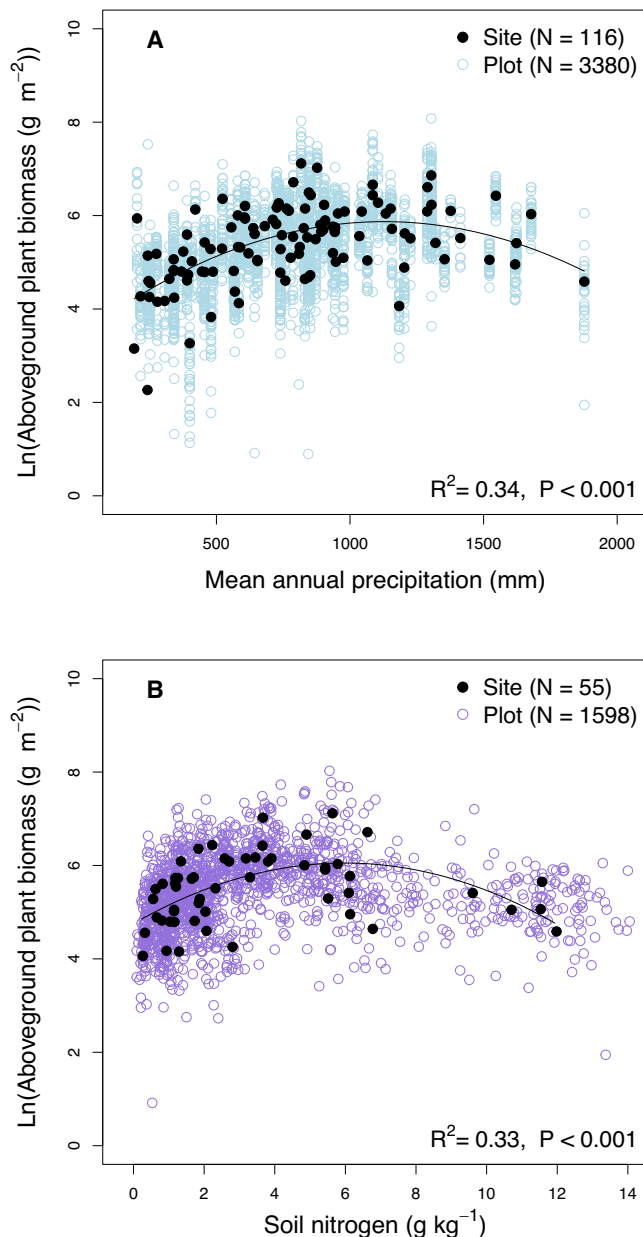 A
Site (N = 116)
Plot (N = 3380)
Ln(Aboveground plant biomass (g m⁻²))
10
8
6
4
2
0
R²= 0.34, P < 0.001
500 1000 1500 2000
Mean annual precipitation (mm)
B
Site (N = 55)
Plot (N = 1598)
Ln(Aboveground plant biomass (g m⁻²))
10
8
6
4
2
0
R²= 0.33, P < 0.001
0 2 4 6 8 10 12 14
Soil nitrogen (g kg⁻¹)